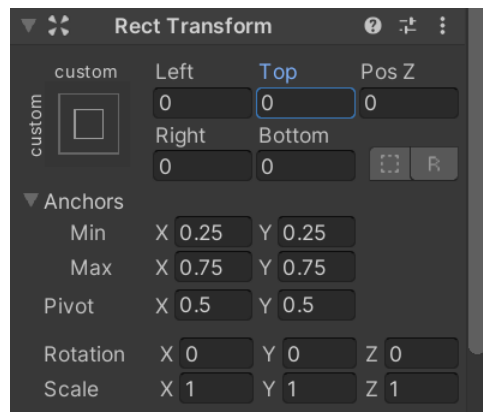 Rect Transform
custom Left Top Pos Z
custom 0 0 0
Right Bottom
0 0 R
Anchors
Min X 0.25 Y 0.25
Max X 0.75 Y 0.75
Pivot X 0.5 Y 0.5
Rotation X 0 Y 0 Z 0
Scale X 1 Y 1 Z 1